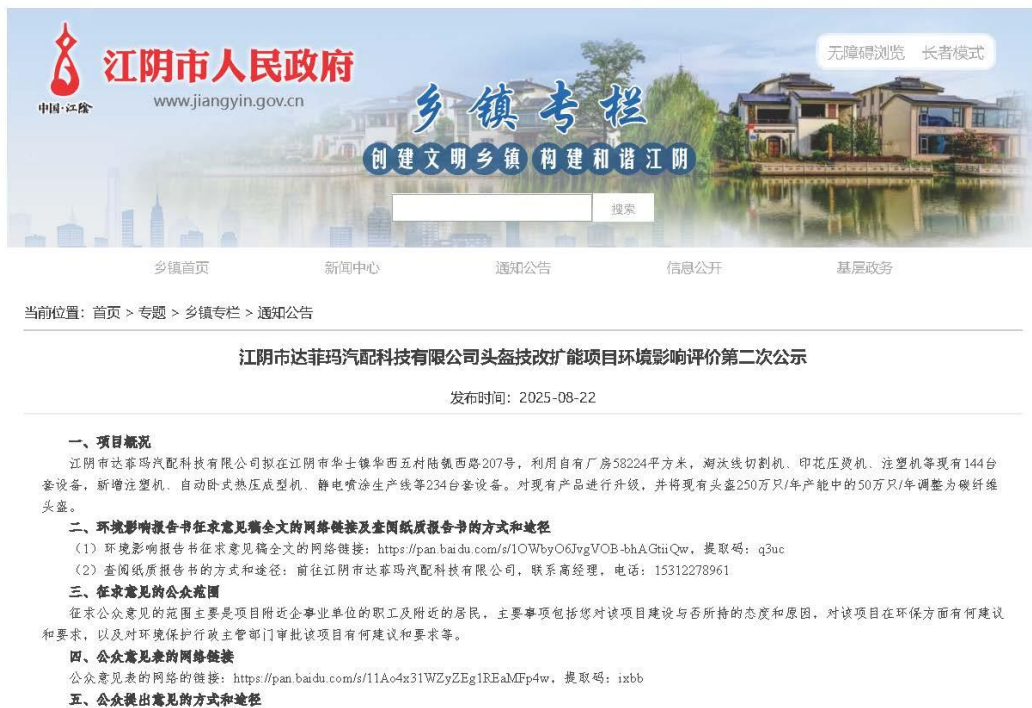 无障碍浏览 长者模式
江阴市人民政府
www.jiangyin.gov.cn
中国·江阴
乡镇专栏
创建文明乡镇 构建和谐江阴
搜索
乡镇首页 新闻中心 通知公告 信息公开 基层政务
当前位置：首页 > 专题 > 乡镇专栏 > 通知公告
江阴市达菲玛汽配科技有限公司头盔技改扩能项目环境影响评价第二次公示
发布时间：2025-08-22
一、项目概况
江阴市达菲玛汽配科技有限公司拟在江阴市华士镇华西五村陆瓠西路207号，利用自有厂房58224平方米，淘汰线切割机、印花压烫机、注塑机等现有144台
套设备，新增注塑机、自动卧式热压成型机、静电喷涂生产线等234台套设备。对现有产品进行升级，并将现有头盔250万只/年产能中的50万只/年调整为碳纤维
头盔。
二、环境影响报告书征求意见稿全文的网络链接及查阅纸质报告书的方式和途径
（1）环境影响报告书征求意见稿全文的网络链接：https://pan.baidu.com/s/1OWbyO6JvgVOB-bhAGtiiQw，提取码：q3uc
（2）查阅纸质报告书的方式和途径：前往江阴市达菲玛汽配科技有限公司，联系高经理，电话：15312278961
三、征求意见的公众范围
征求公众意见的范围主要是项目附近企事业单位的职工及附近的居民，主要事项包括您对该项目建设与否所持的态度和原因，对该项目在环保方面有何建议
和要求，以及对环境保护行政主管部门审批该项目有何建议和要求等。
四、公众意见表的网络链接
公众意见表的网络的链接：https://pan.baidu.com/s/11Ao4x31WZyZEg1REaMFp4w，提取码：ixbb
五、公众提出意见的方式和途径